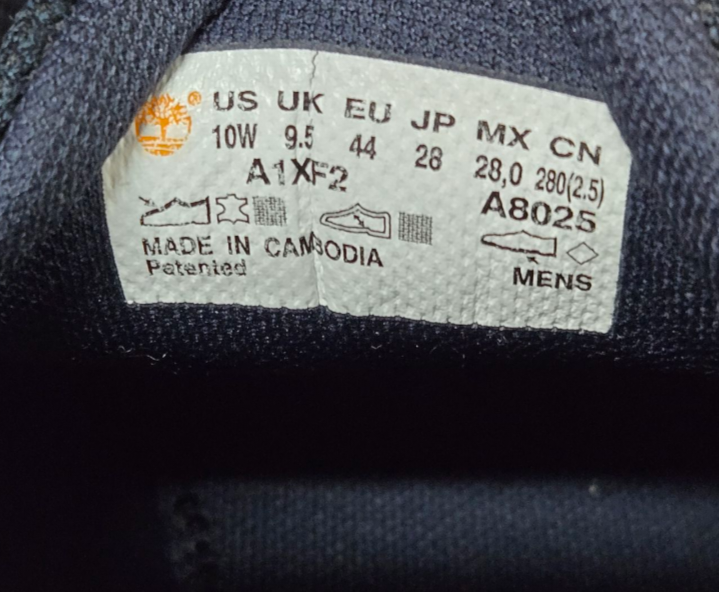 US UK EU JP MX CN
10W 9.5 44 28 28,0 280(2.5)
A1XF2 A8025
MADE IN CAMBODIA
Patented MENS